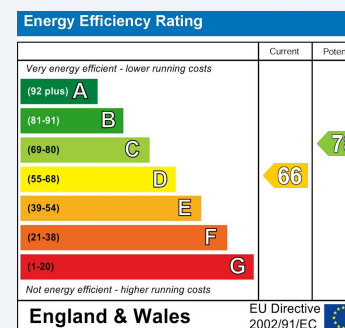 Energy Efficiency Rating
Current
Very energy efficient - lower running costs
(92 plus) A
(81-91) B
(69-80) C
(55-68) D
66
(39-54) E
(21-38) F
(1-20) G
Not energy efficient - higher running costs
England & Wales
EU Directive
2002/91/EC